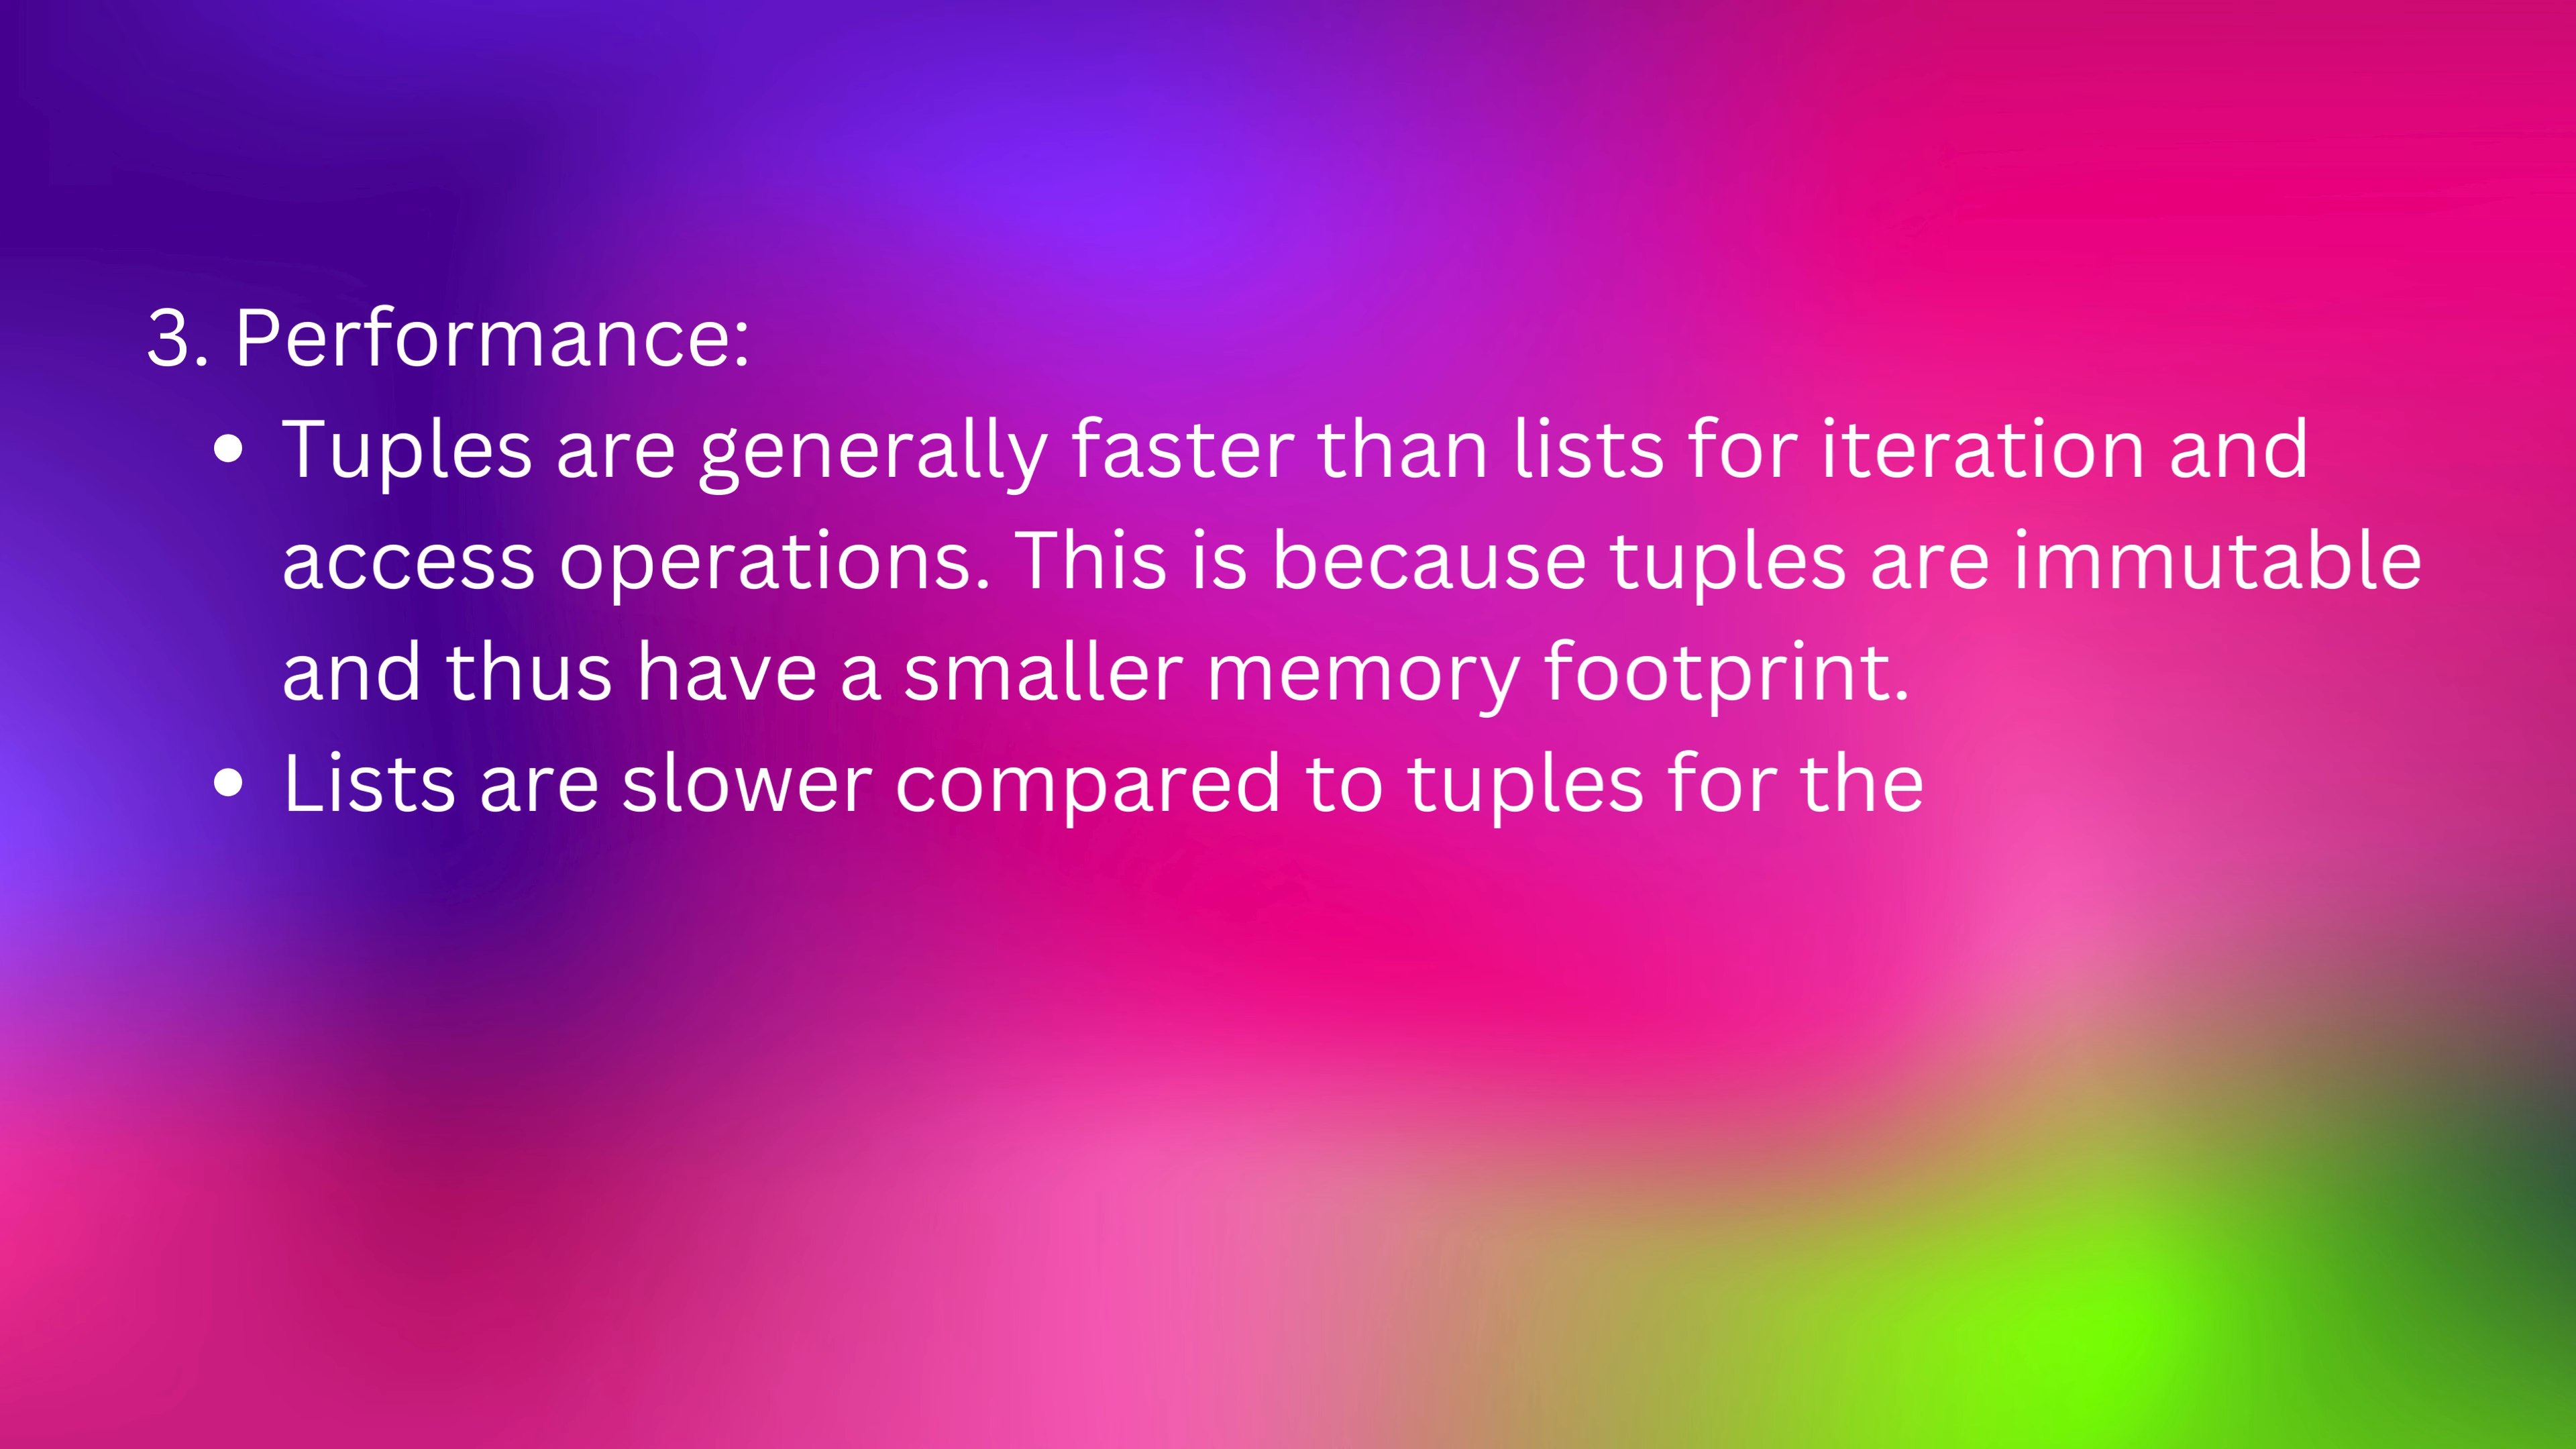 3. Performance:
• Tuples are generally faster than lists for iteration and
access operations. This is because tuples are immutable
and thus have a smaller memory footprint.
• Lists are slower compared to tuples for the